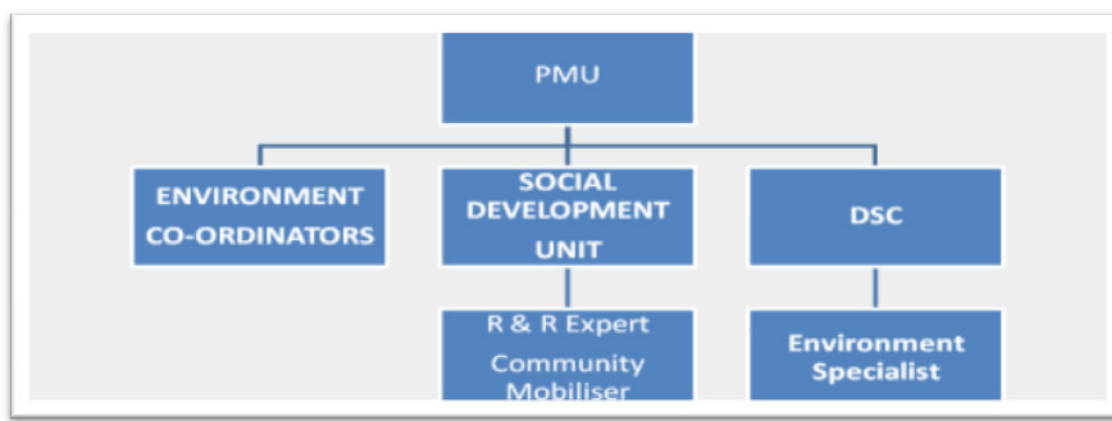 PMU
ENVIRONMENT
CO-ORDINATORS
SOCIAL
DEVELOPMENT
UNIT
DSC
R & R Expert
Community
Mobiliser
Environment
Specialist